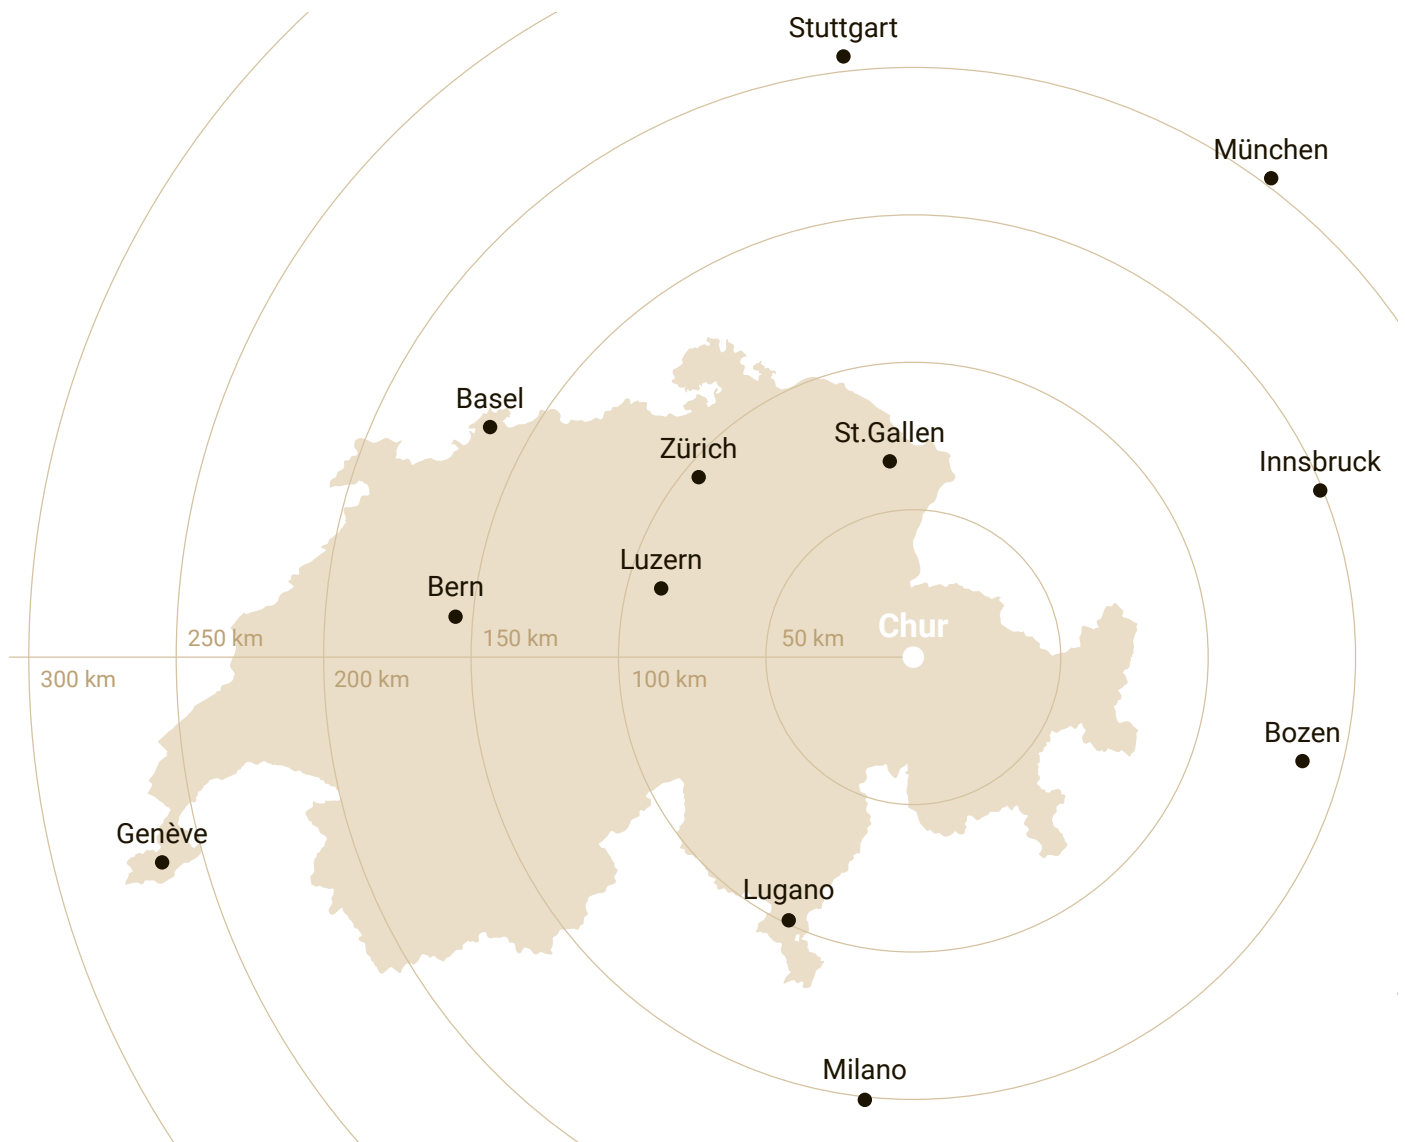 Stuttgart
München
Basel
Zürich
St.Gallen
Innsbruck
Luzern
Bern
Chur
250 km
150 km
50 km
300 km
200 km
100 km
Bozen
Genève
Lugano
Milano